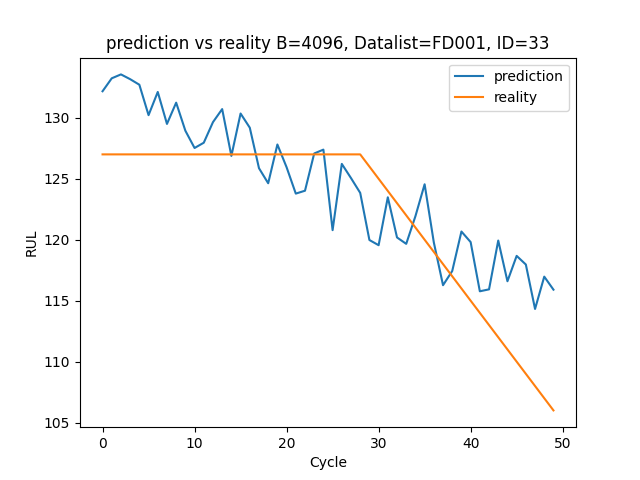 prediction vs reality B=4096, Datalist=FD001, ID=33
prediction
reality
130
125
120
115
110
105
RUL
0
10
20
30
40
50
Cycle